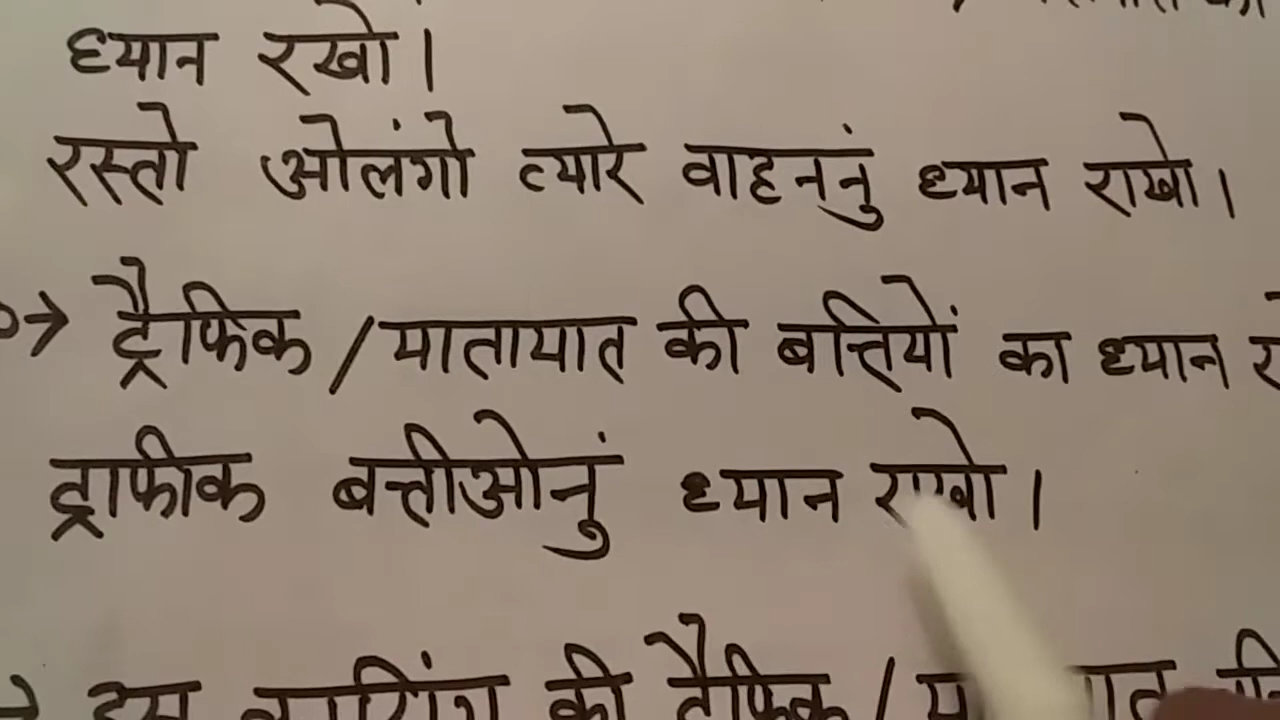 ध्यान रखो।
रस्तो ओलंगो त्यारे वाहननुं ध्यान राखो।
→ ट्रैफिक / यातायात की बत्तियों का ध्यान
ट्राफीक बत्तीओनुं ध्यान राखो।
की ट्रैफिक /